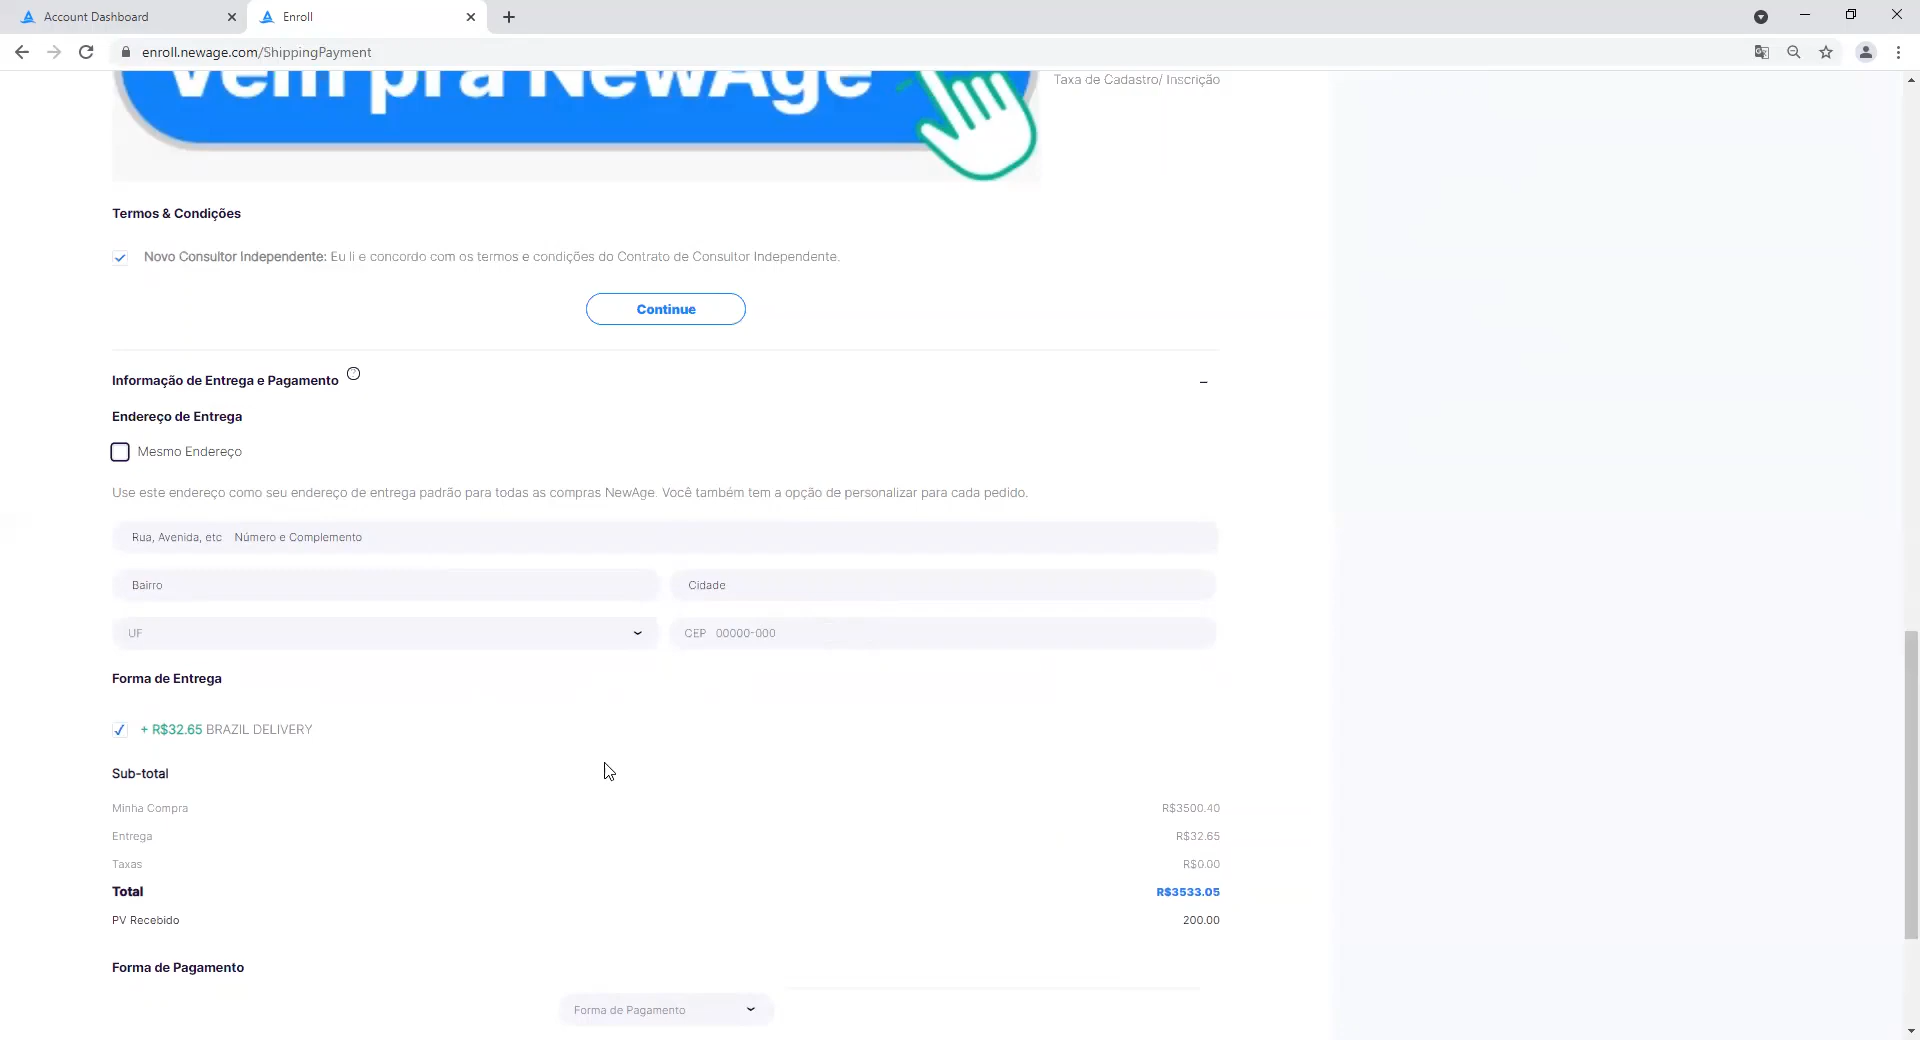 Account Dashboard
Enroll
enroll.newage.com/ShippingPayment
Vem pra NewAge
Taxa de Cadastro/ Inscrição
Termos & Condições
Novo Consultor Independente: Eu li e concordo com os termos e condições do Contrato de Consultor Independente.
Continue
Informação de Entrega e Pagamento ?
Endereço de Entrega
Mesmo Endereço
Use este endereço como seu endereço de entrega padrão para todas as compras NewAge. Você também tem a opção de personalizar para cada pedido.
Rua, Avenida, etc Número e Complemento
Bairro
Cidade
UF
CEP 00000-000
Forma de Entrega
+ R$32.65 BRAZIL DELIVERY
Sub-total
Minha Compra R$3500.40
Entrega R$32.65
Taxas R$0.00
Total R$3533.05
PV Recebido 200.00
Forma de Pagamento
Forma de Pagamento